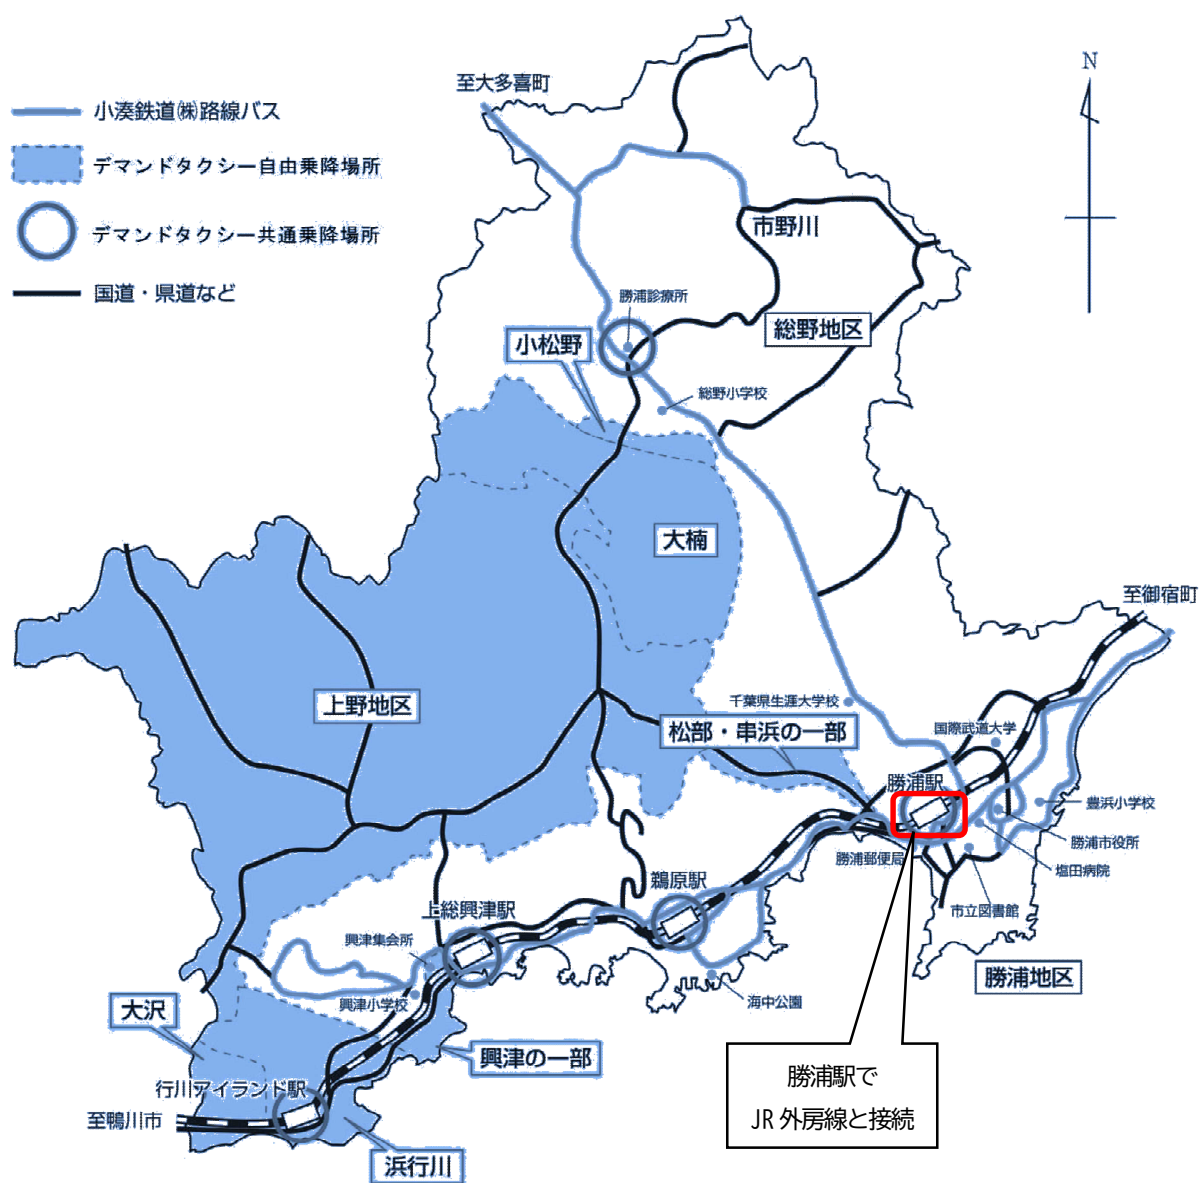 至大多喜町
N
小湊鉄道㈱路線バス
デマンドタクシー自由乗降場所
デマンドタクシー共通乗降場所
国道・県道など
市野川
勝浦診療所
総野地区
小松野
総野小学校
大楠
至御宿町
上野地区
千葉県生涯大学校
松部・串浜の一部
国際武道大学
勝浦駅
豊浜小学校
勝浦市役所
勝浦郵便局
塩田病院
鵜原駅
市立図書館
上総興津駅
興津集会所
勝浦地区
興津小学校
海中公園
大沢
興津の一部
行川アイランド駅
至鴨川市
浜行川
勝浦駅で
JR 外房線と接続